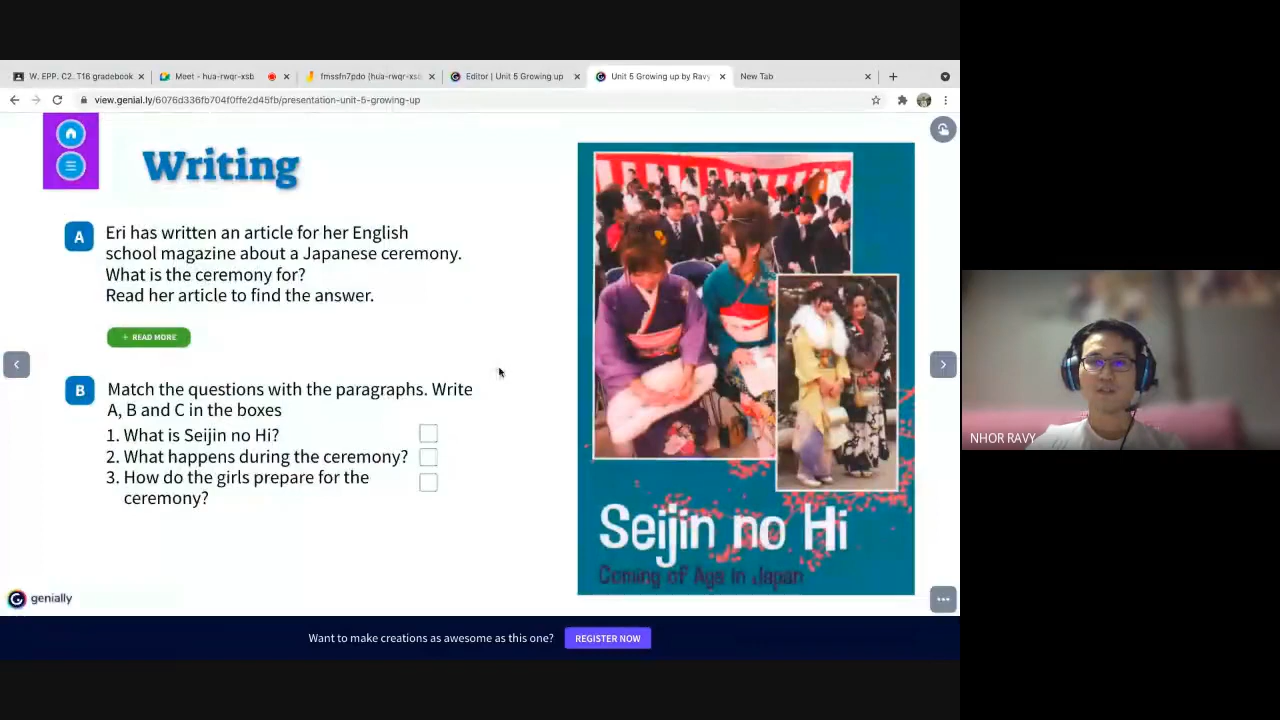 W. EPP. C2. T16 gradebook
Meet - hua-rwqr-xsb
fmssfn7pdo (hua-rwqr-xsb
Editor | Unit 5 Growing up
Unit 5 Growing up by Ravy
New Tab
view.genial.ly/6076d336fb704f0ffe2d45fb/presentation-unit-5-growing-up
Writing
A
Eri has written an article for her English
school magazine about a Japanese ceremony.
What is the ceremony for?
Read her article to find the answer.
+ READ MORE
B
Match the questions with the paragraphs. Write
A, B and C in the boxes
1. What is Seijin no Hi?
2. What happens during the ceremony?
3. How do the girls prepare for the
ceremony?
Seijin no Hi
Coming of Age in Japan
genially
Want to make creations as awesome as this one?
REGISTER NOW
NHOR RAVY